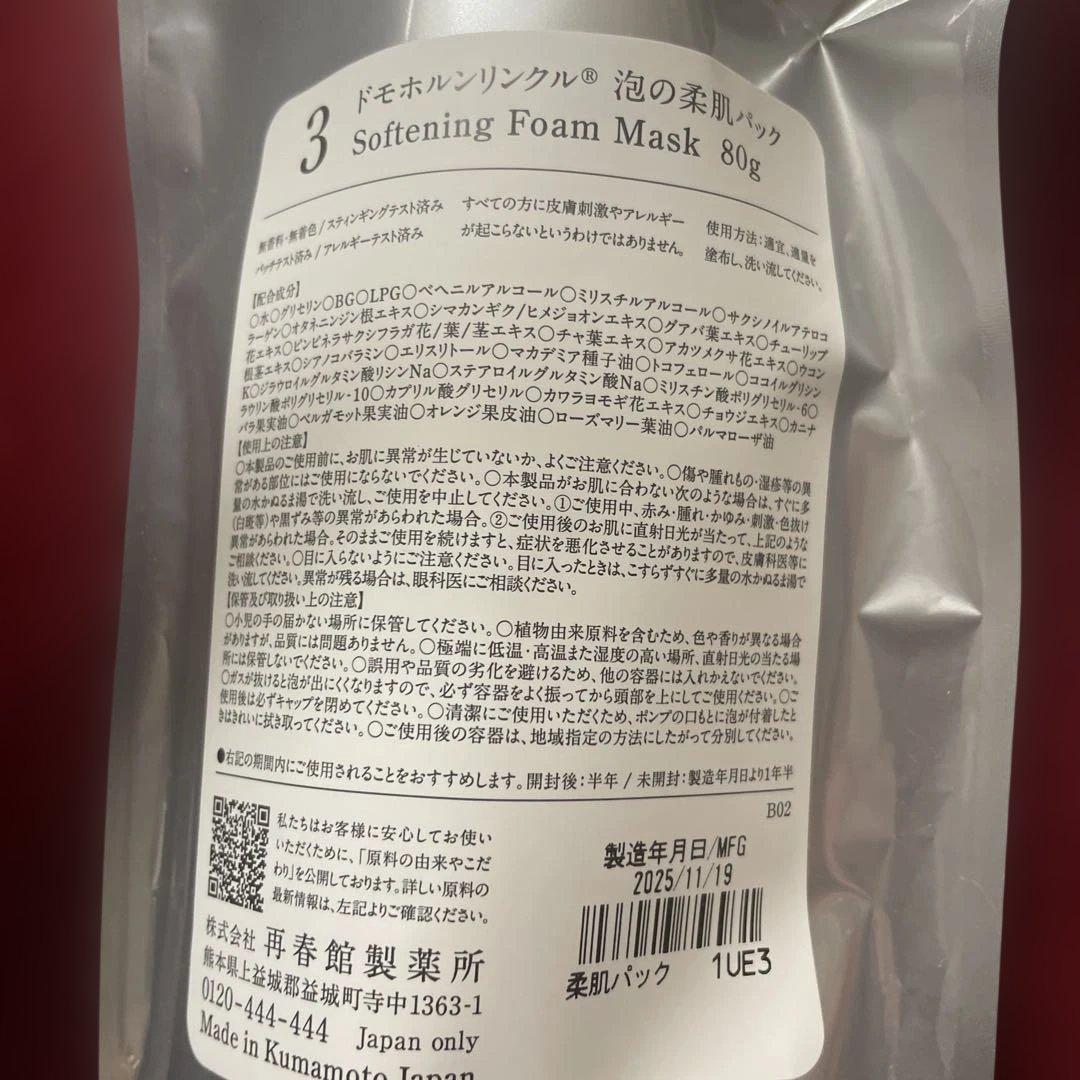 3
ドモホルンリンクル® 泡の柔肌パック
Softening Foam Mask 80g
無香料・無着色 / スティンギングテスト済み
パッチテスト済み / アレルギーテスト済み
すべての方に皮膚刺激やアレルギー
が起こらないというわけではありません。
使用方法：適宜、適量を
塗布し、洗い流してください。
【配合成分】
○水○グリセリン○BG○LPG○ベヘニルアルコール○ミリスチルアルコール○サクシノイルアテロコ
ラーゲン○オタネニンジン根エキス○シマカンギク/ヒメジョオンエキス○グアバ葉エキス○チューリップ
花エキス○ピンピネラサクシフラガ花/葉/茎エキス○チャ葉エキス○アカツメクサ花エキス○ウコン
根茎エキス○シアノコバラミン○エリスリトール○マカデミア種子油○トコフェロール○ココイルグリシン
K○ジラウロイルグルタミン酸リシンNa○ステアロイルグルタミン酸Na○ミリスチン酸ポリグリセリル-6○
ラウリン酸ポリグリセリル-10○カプリル酸グリセリル○カワラヨモギ花エキス○チョウジエキス○カニナ
バラ果実油○ベルガモット果実油○オレンジ果皮油○ローズマリー葉油○パルマローザ油
【使用上の注意】
○本製品のご使用前に、お肌に異常が生じていないか、よくご注意ください。○傷や腫れもの・湿疹等の異
常がある部位にはご使用にならないでください。○本製品がお肌に合わない次のような場合は、すぐに多
量の水かぬるま湯で洗い流し、ご使用を中止してください。①ご使用中、赤み・腫れ・かゆみ・刺激・色抜け
(白斑等)や黒ずみ等の異常があらわれた場合。②ご使用後のお肌に直射日光が当たって、上記のような
異常があらわれた場合。そのままご使用を続けますと、症状を悪化させることがありますので、皮膚科医等に
ご相談ください。○目に入らないようにご注意ください。目に入ったときは、こすらずすぐに多量の水かぬるま湯で
洗い流してください。異常が残る場合は、眼科医にご相談ください。
【保管及び取り扱い上の注意】
○小児の手の届かない場所に保管してください。○植物由来原料を含むため、色や香りが異なる場合
がありますが、品質には問題ありません。○極端に低温・高温また湿度の高い場所、直射日光の当たる場
所には保管しないでください。○誤用や品質の劣化を避けるため、他の容器には入れかえないでください。
○ガスが抜けると泡が出にくくなりますので、必ず容器をよく振ってから頭部を上にしてご使用ください。○ご
使用後は必ずキャップを閉めてください。○清潔にご使用いただくため、ポンプの口もとに泡が付着したと
きはきれいに拭き取ってください。○ご使用後の容器は、地域指定の方法にしたがって分別してください。
●右記の期間内にご使用されることをおすすめします。開封後：半年 / 未開封：製造年月日より1年半
B02
私たちはお客様に安心してお使い
いただくために、「原料の由来やこだ
わり」を公開しております。詳しい原料の
最新情報は、左記よりご確認ください。
製造年月日/MFG
2025/11/19
柔肌パック 1UE3
株式会社 再春館製薬所
熊本県上益城郡益城町寺中1363-1
0120-444-444 Japan only
Made in Kumamoto Japan